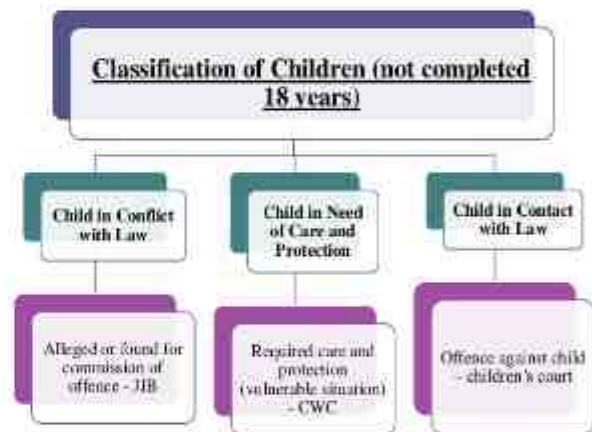 Classification of Children (not completed
18 years)
Child in Conflict
with Law
Child in Need
of Care and
Protection
Child in Contact
with Law
Alleged or found for
commission of
offence - JJB
Required care and
protection
(vulnerable situation)
- CWC
Offence against child
- children's court